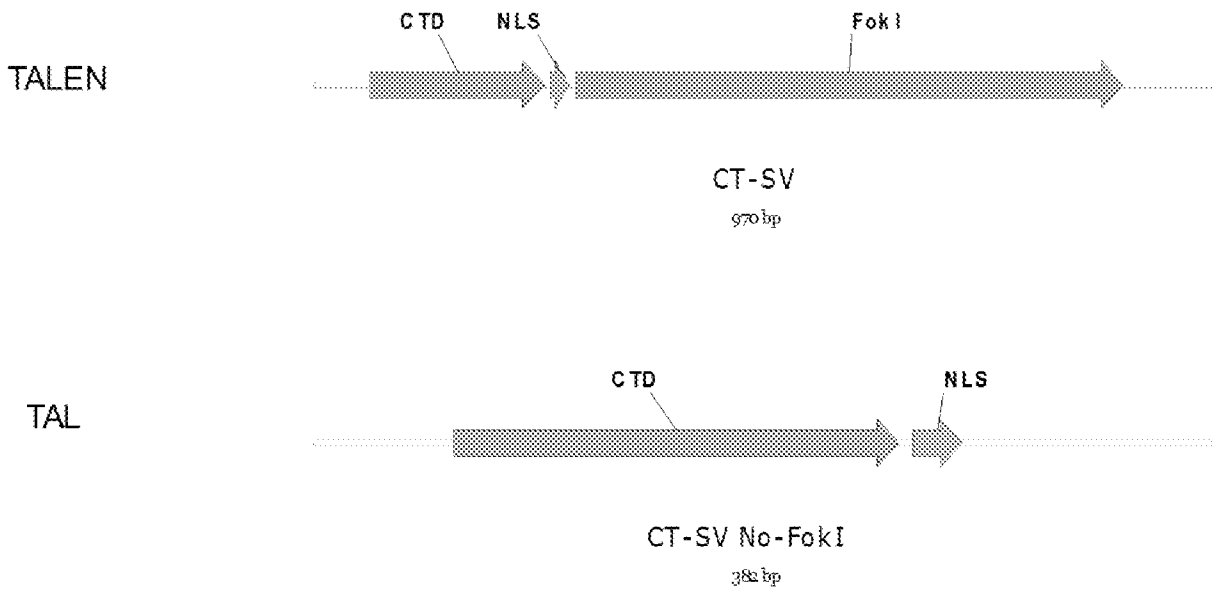 CTD NLS FokI
TALEN
CT-SV
970 bp
CTD NLS
TAL
CT-SV No-FokI
382 bp